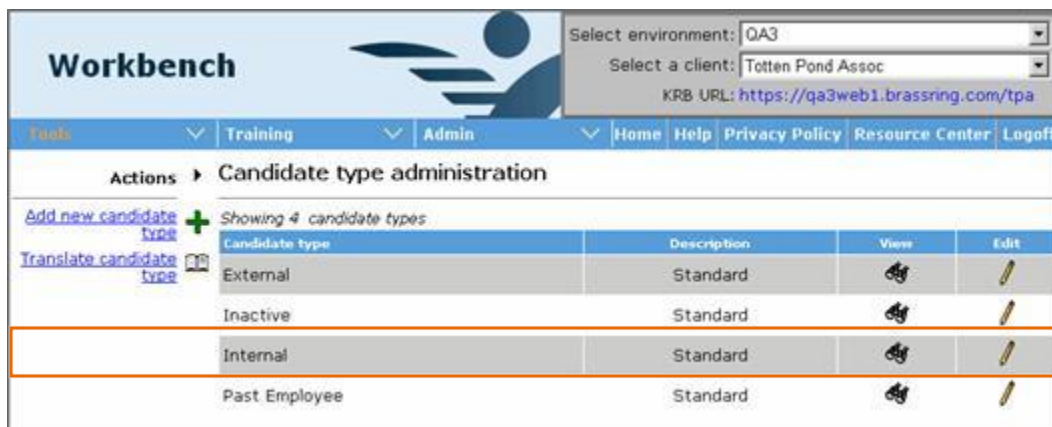 Workbench
Select environment: QA3
Select a client: Totten Pond Assoc
KRB URL: https://qa3web1.brassring.com/tpa
Tools Training Admin Home Help Privacy Policy Resource Center Logoff
Actions Candidate type administration
Add new candidate type
Translate candidate type
Showing 4 candidate types
Candidate type Description View Edit
External Standard
Inactive Standard
Internal Standard
Past Employee Standard